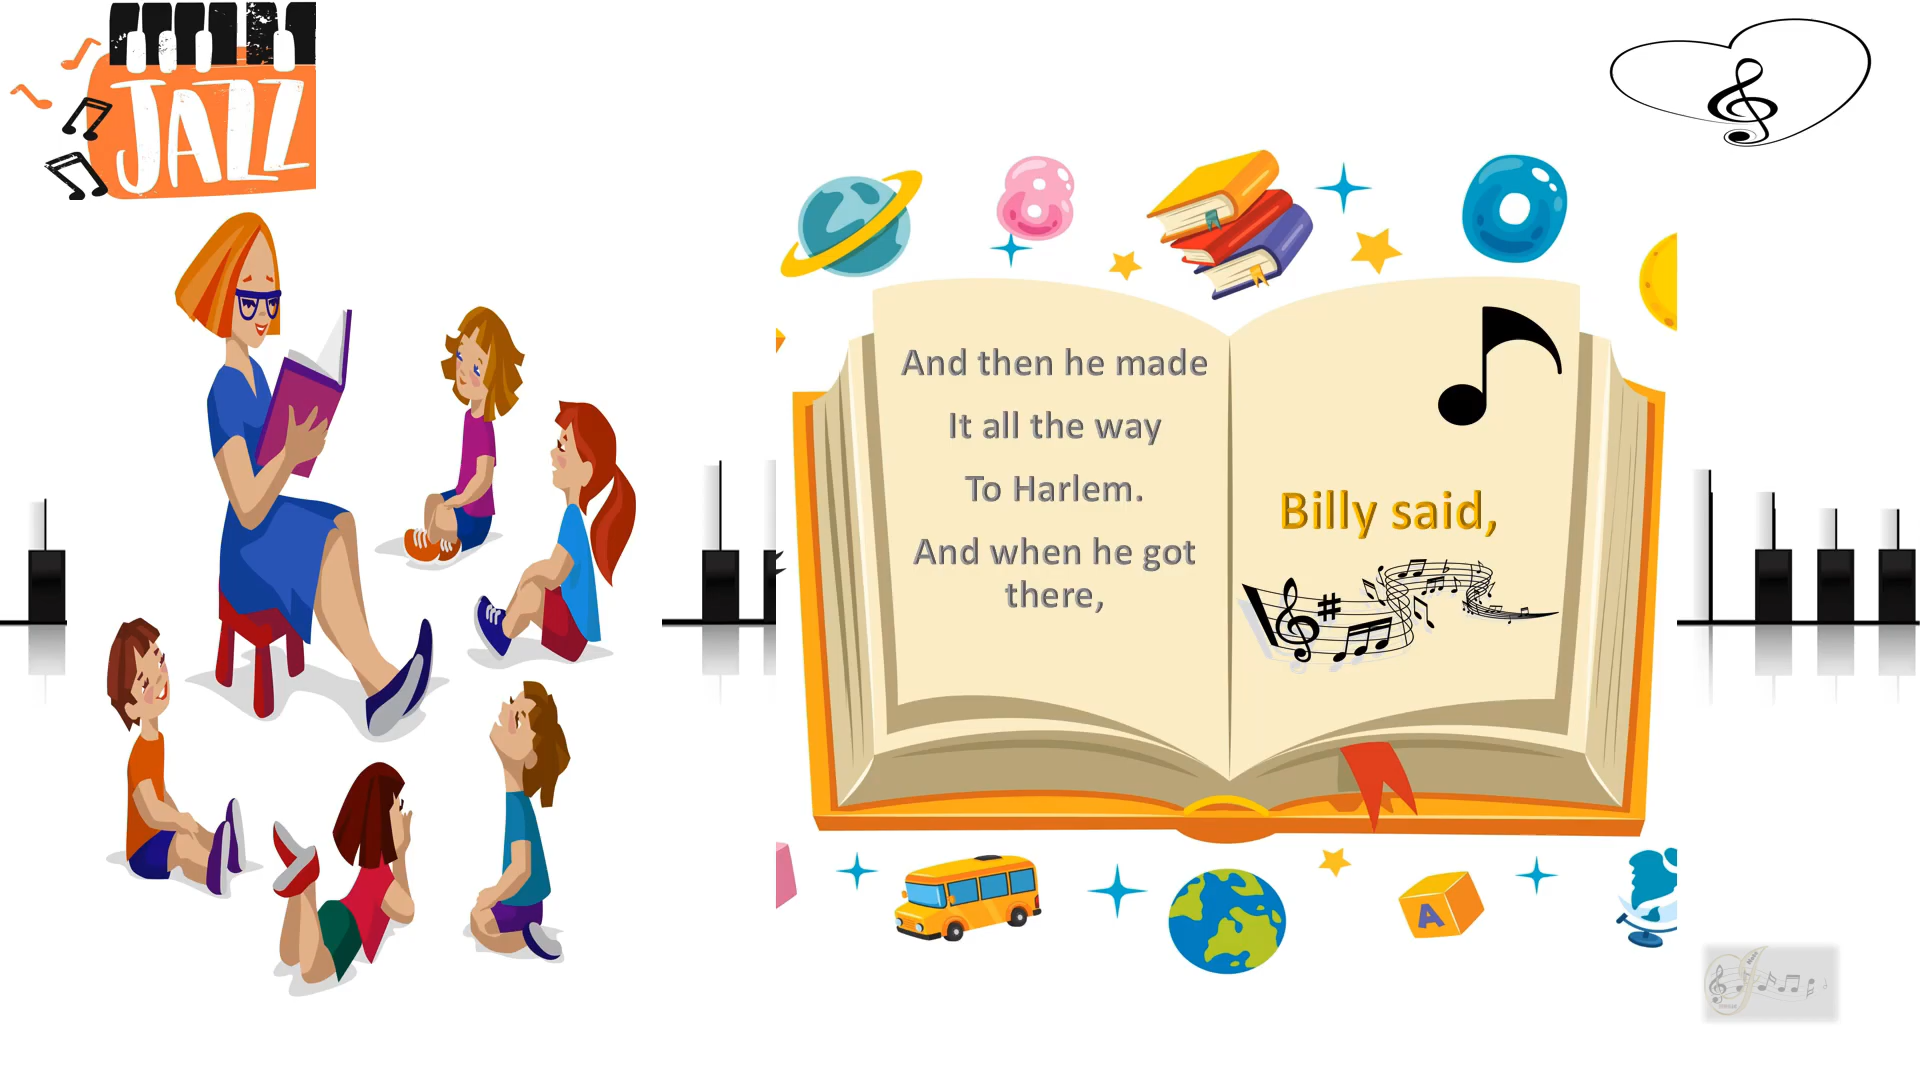 JAZZ
And then he made
It all the way
To Harlem.
And when he got
there,
Billy said,
A